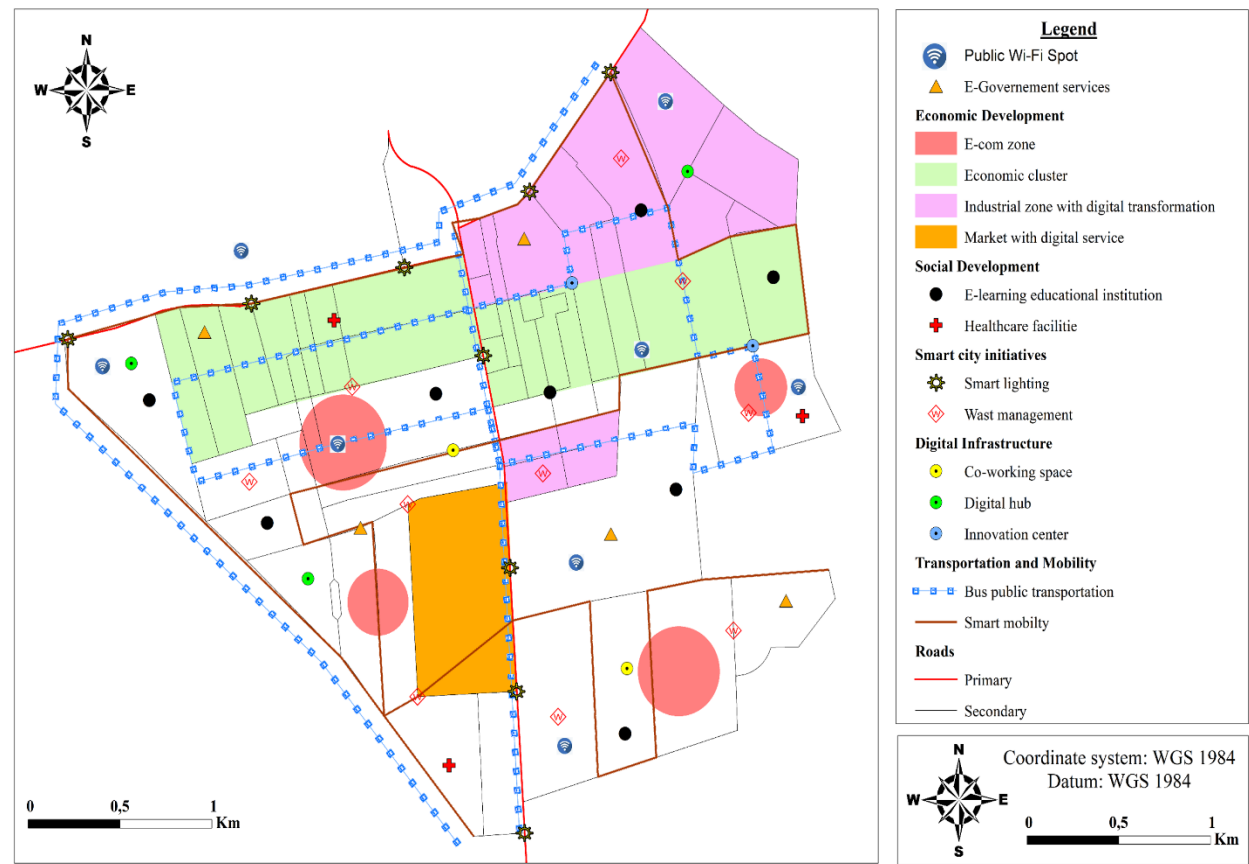 N
W E
S
0 0,5 1
Km
Legend
Public Wi-Fi Spot
E-Governement services
Economic Development
E-com zone
Economic cluster
Industrial zone with digital transformation
Market with digital service
Social Development
E-learning educational institution
Healthcare facilitie
Smart city initiatives
Smart lighting
W Wast management
Digital Infrastructure
Co-working space
Digital hub
Innovation center
Transportation and Mobility
Bus public transportation
Smart mobilty
Roads
Primary
Secondary
N
W E
S
Coordinate system: WGS 1984
Datum: WGS 1984
0 0,5 1
Km
W
W
W
W
W
W
W
W
W
W